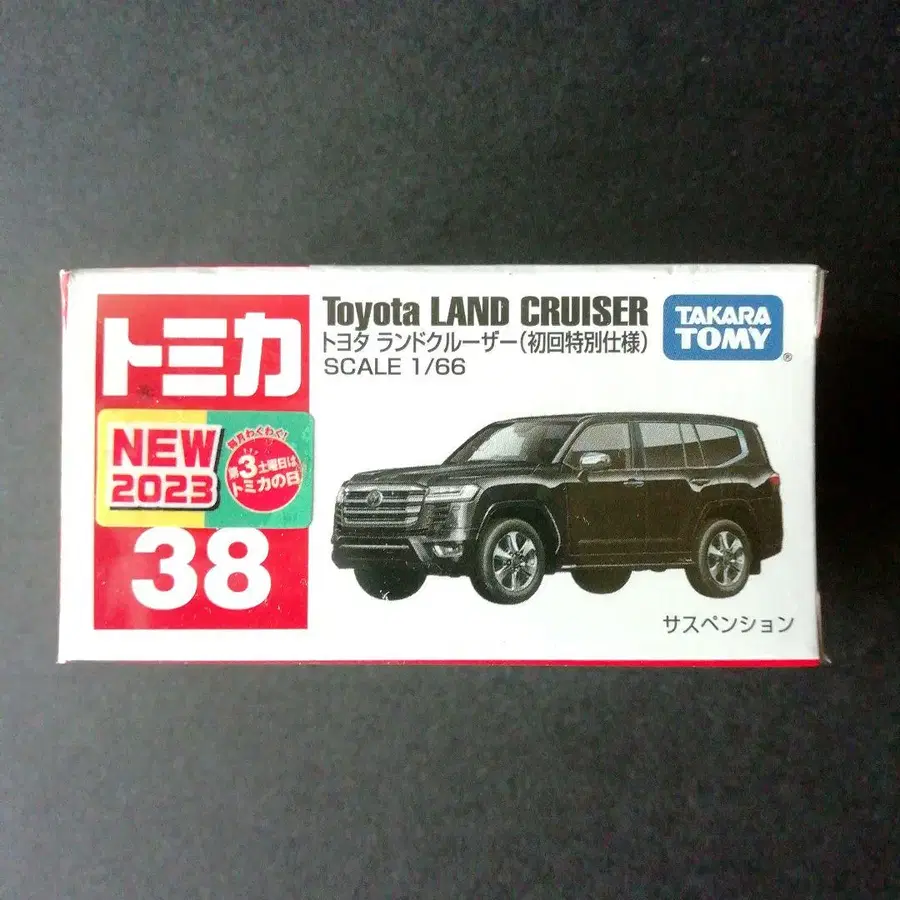 トミカ
NEW
2023
毎月わくわく!
第3土曜日は
トミカの日
38
Toyota LAND CRUISER
トヨタ ランドクルーザー(初回特別仕様)
SCALE 1/66
TAKARA
TOMY
®
サスペンション